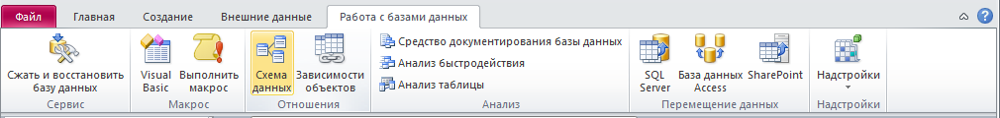 Файл Главная Создание Внешние данные Работа с базами данных
Сжать и восстановить
базу данных
Сервис
Visual
Basic
Выполнить
макрос
Макрос
Схема
данных
Зависимости
объектов
Отношения
Средство документирования базы данных
Анализ быстродействия
Анализ таблицы
Анализ
SQL
Server
База данных
Access
SharePoint
Перемещение данных
Надстройки
Надстройки